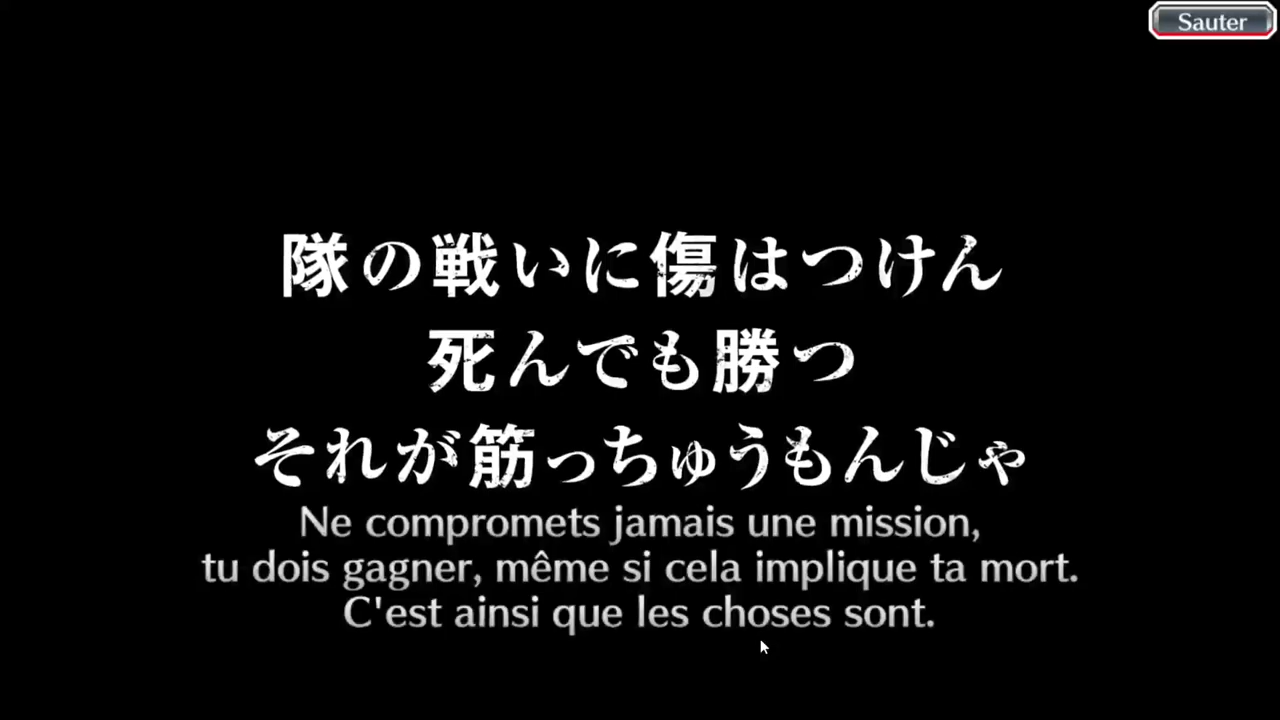 Sauter
隊の戦いに傷はつけん
死んでも勝つ
それが筋っちゅうもんじゃ
Ne compromets jamais une mission,
tu dois gagner, même si cela implique ta mort.
C'est ainsi que les choses sont.